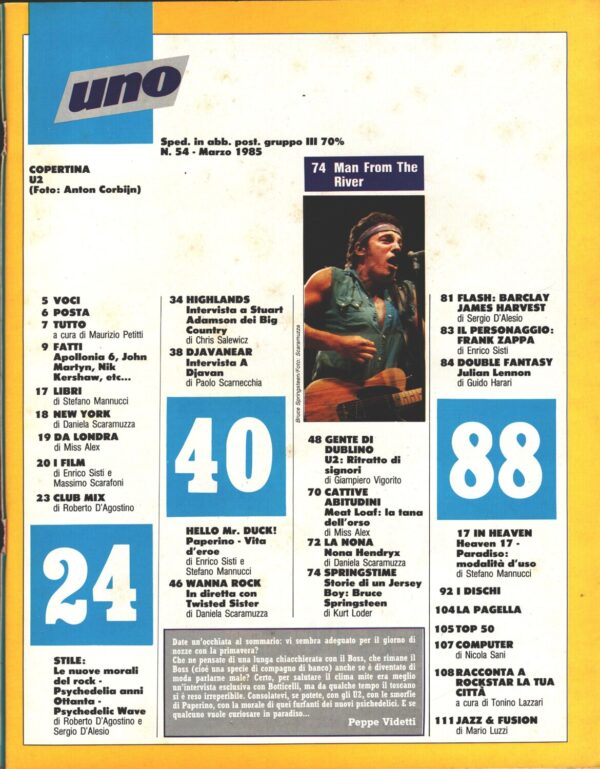 uno
Sped. in abb. post. gruppo III 70%
N. 54 - Marzo 1985
COPERTINA
U2
(Foto: Anton Corbijn)
74 Man From The
River
Bruce Springsteen/Foto: Scaramuzza
5 VOCI
6 POSTA
7 TUTTO
a cura di Maurizio Petitti
9 FATTI
Apollonia 6, John
Martyn, Nik
Kershaw, etc...
17 LIBRI
di Stefano Mannucci
18 NEW YORK
di Daniela Scaramuzza
19 DA LONDRA
di Miss Alex
20 I FILM
di Enrico Sisti e
Massimo Scarafoni
23 CLUB MIX
di Roberto D'Agostino
24
STILE:
Le nuove morali
del rock -
Psychedelia anni
Ottanta -
Psychedelic Wave
di Roberto D'Agostino e
Sergio D'Alesio
34 HIGHLANDS
Intervista a Stuart
Adamson dei Big
Country
di Chris Salewicz
38 DJAVANEAR
Intervista A
Djavan
di Paolo Scarnecchia
40
HELLO Mr. DUCK!
Paperino - Vita
d'eroe
di Enrico Sisti e
Stefano Mannucci
46 WANNA ROCK
In diretta con
Twisted Sister
di Daniela Scaramuzza
48 GENTE DI
DUBLINO
U2: Ritratto di
signori
di Giampiero Vigorito
70 CATTIVE
ABITUDINI
Meat Loaf: la tana
dell'orso
di Miss Alex
72 LA NONA
Nona Hendryx
di Daniela Scaramuzza
74 SPRINGSTIME
Storie di un Jersey
Boy: Bruce
Springsteen
di Kurt Loder
81 FLASH: BARCLAY
JAMES HARVEST
di Sergio D'Alesio
83 IL PERSONAGGIO:
FRANK ZAPPA
di Enrico Sisti
84 DOUBLE FANTASY
Julian Lennon
di Guido Harari
88
17 IN HEAVEN
Heaven 17 -
Paradiso:
modalità d'uso
di Stefano Mannucci
92 I DISCHI
104 LA PAGELLA
105 TOP 50
107 COMPUTER
di Nicola Sani
108 RACCONTA A
ROCKSTAR LA TUA
CITTÀ
a cura di Tonino Lazzari
111 JAZZ & FUSION
di Mario Luzzi
Date un'occhiata al sommario: vi sembra adeguato per il giorno di
nozze con la primavera?
Che ne pensate di una lunga chiacchierata con il Boss, che rimane il
Boss (cioè una specie di compagno di banco) anche se è diventato di
moda parlarne male? Certo, per salutare il clima mite era meglio
un'intervista esclusiva con Botticelli, ma da qualche tempo il toscano
si è reso irreperibile. Consolatevi, se potete, con gli U2, con le smorfie
di Paperino, con la morale di quei furfanti dei nuovi psichedelici. E se
qualcuno vuole curiosare in paradiso...
Peppe Videtti